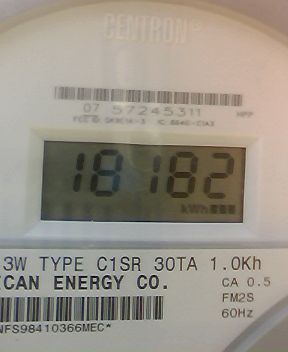 CENTRON®
07 57245311
18182
kWh
3W TYPE C1SR 30TA 1.0Kh
ICAN ENERGY CO.
CA 0.5
FM2S
60Hz
NFS98410366MEC*